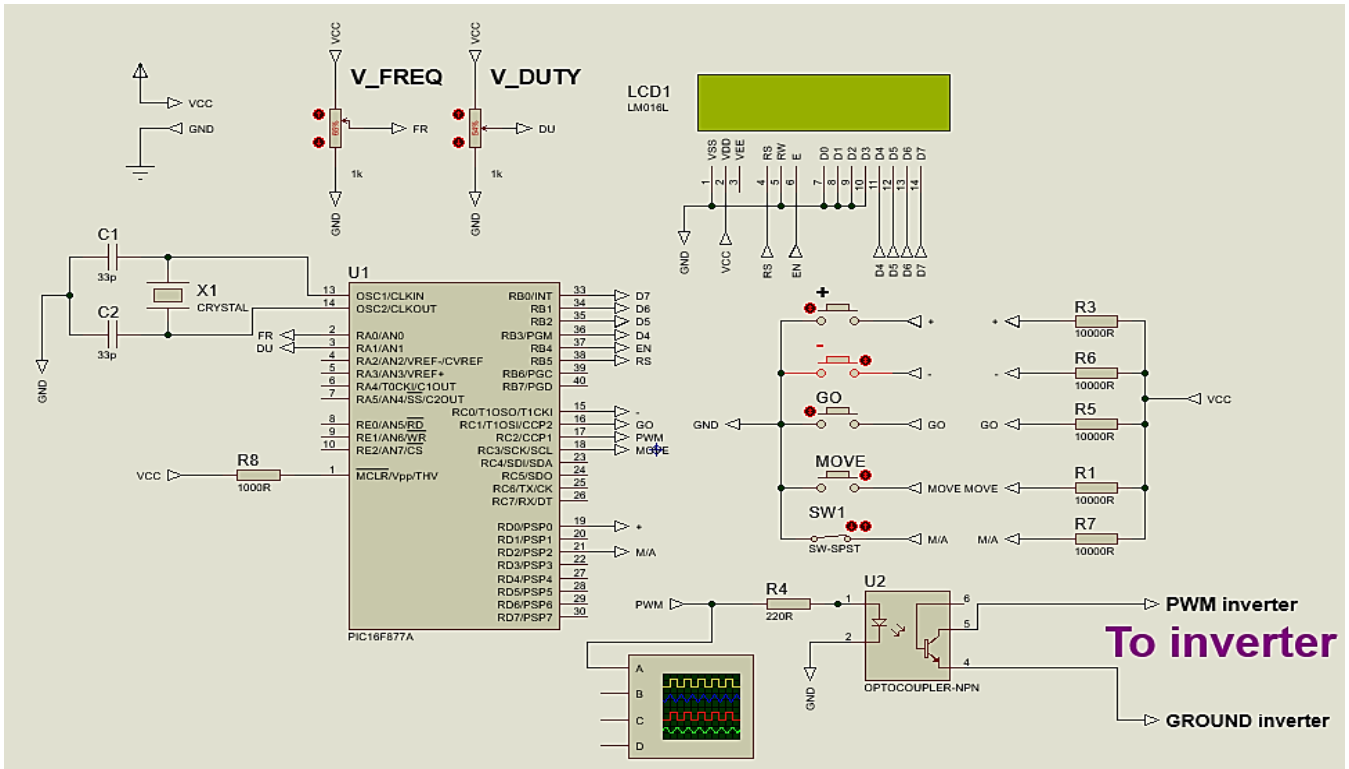 VCC
GND
VCC
V_FREQ
66%
FR
1k
GND
VCC
V_DUTY
54%
DU
1k
GND
LCD1
LM016L
VSS VDD VEE RS RW E D0 D1 D2 D3 D4 D5 D6 D7
1 2 3 4 5 6 7 8 9 10 11 12 13 14
GND VCC RS EN D4 D5 D6 D7
C1
33p
C2
33p
X1
CRYSTAL
GND
FR
DU
U1
13 OSC1/CLKIN
14 OSC2/CLKOUT
2 RA0/AN0
3 RA1/AN1
4 RA2/AN2/VREF-/CVREF
5 RA3/AN3/VREF+
6 RA4/T0CKI/C1OUT
7 RA5/AN4/SS/C2OUT
8 RE0/AN5/RD
9 RE1/AN6/WR
10 RE2/AN7/CS
1 MCLR/Vpp/THV
VCC
R8
1000R
RB0/INT 33 D7
RB1 34 D6
RB2 35 D5
RB3/PGM 36 D4
RB4 37 EN
RB5 38 RS
RB6/PGC 39
RB7/PGD 40
RC0/T1OSO/T1CKI 15 -
RC1/T1OSI/CCP2 16 GO
RC2/CCP1 17 PWM
RC3/SCK/SCL 18
RC4/SDI/SDA 23
RC5/SDO 24
RC6/TX/CK 25
RC7/RX/DT 26
RD0/PSP0 19 +
RD1/PSP1 20
RD2/PSP2 21 M/A
RD3/PSP3 22
RD4/PSP4 27
RD5/PSP5 28
RD6/PSP6 29
RD7/PSP7 30
PIC16F877A
+
+ + R3
10000R
-
- - R6
10000R
VCC
GO
GND GO GO R5
10000R
MOVE
MOVE MOVE R1
10000R
SW1
SW-SPST
M/A M/A R7
10000R
PWM
R4
220R
U2
1 6
5
2 4
GND
OPTOCOUPLER-NPN
PWM inverter
To inverter
GROUND inverter
A
B
C
D